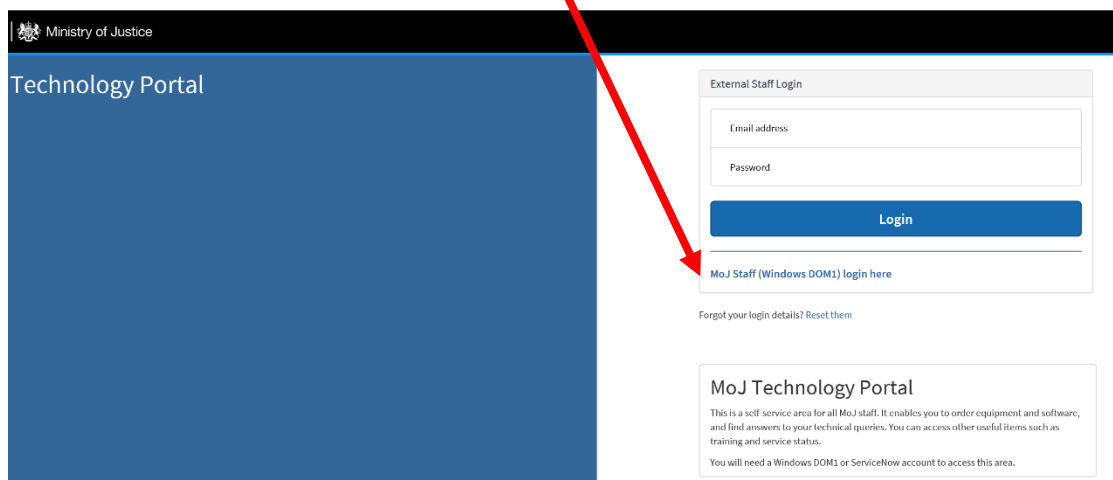 Ministry of Justice
Technology Portal
External Staff Login
Email address
Password
Login
MoJ Staff (Windows DOM1) login here
Forgot your login details? Reset them
MoJ Technology Portal
This is a self service area for all MoJ staff. It enables you to order equipment and software,
and find answers to your technical queries. You can access other useful items such as
training and service status.
You will need a Windows DOM1 or ServiceNow account to access this area.